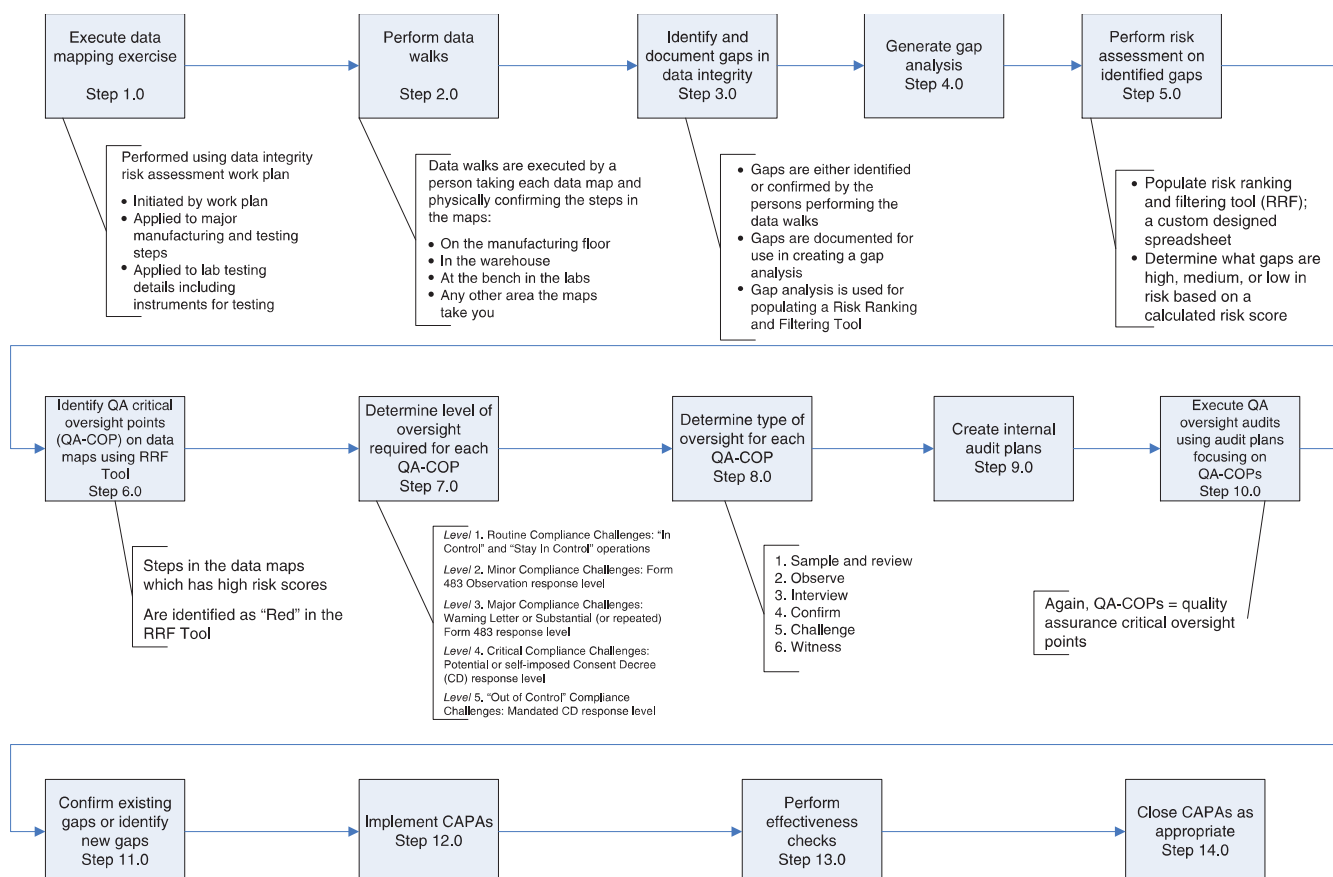 Execute data
mapping exercise
Step 1.0
Perform data
walks
Step 2.0
Identify and
document gaps in
data integrity
Step 3.0
Generate gap
analysis
Step 4.0
Perform risk
assessment on
identified gaps
Step 5.0
Performed using data integrity
risk assessment work plan
• Initiated by work plan
• Applied to major
manufacturing and testing
steps
• Applied to lab testing
details including
instruments for testing
Data walks are executed by a
person taking each data map and
physically confirming the steps in
the maps:
• On the manufacturing floor
• In the warehouse
• At the bench in the labs
• Any other area the maps
take you
• Gaps are either identified
or confirmed by the
persons performing the
data walks
• Gaps are documented for
use in creating a gap
analysis
• Gap analysis is used for
populating a Risk Ranking
and Filtering Tool
• Populate risk ranking
and filtering tool (RRF);
a custom designed
spreadsheet
• Determine what gaps are
high, medium, or low in
risk based on a
calculated risk score
Identify QA critical
oversight points
(QA-COP) on data
maps using RRF
Tool
Step 6.0
Determine level of
oversight
required for each
QA-COP
Step 7.0
Determine type of
oversight for each
QA-COP
Step 8.0
Create internal
audit plans
Step 9.0
Execute QA
oversight audits
using audit plans
focusing on
QA-COPs
Step 10.0
Steps in the data maps
which has high risk scores
Are identified as “Red” in the
RRF Tool
Level 1. Routine Compliance Challenges: “In
Control” and “Stay In Control” operations
Level 2. Minor Compliance Challenges: Form
483 Observation response level
Level 3. Major Compliance Challenges:
Warning Letter or Substantial (or repeated)
Form 483 response level
Level 4. Critical Compliance Challenges:
Potential or self-imposed Consent Decree
(CD) response level
Level 5. “Out of Control” Compliance
Challenges: Mandated CD response level
1. Sample and review
2. Observe
3. Interview
4. Confirm
5. Challenge
6. Witness
Again, QA-COPs = quality
assurance critical oversight
points
Confirm existing
gaps or identify
new gaps
Step 11.0
Implement CAPAs
Step 12.0
Perform
effectiveness
checks
Step 13.0
Close CAPAs as
appropriate
Step 14.0